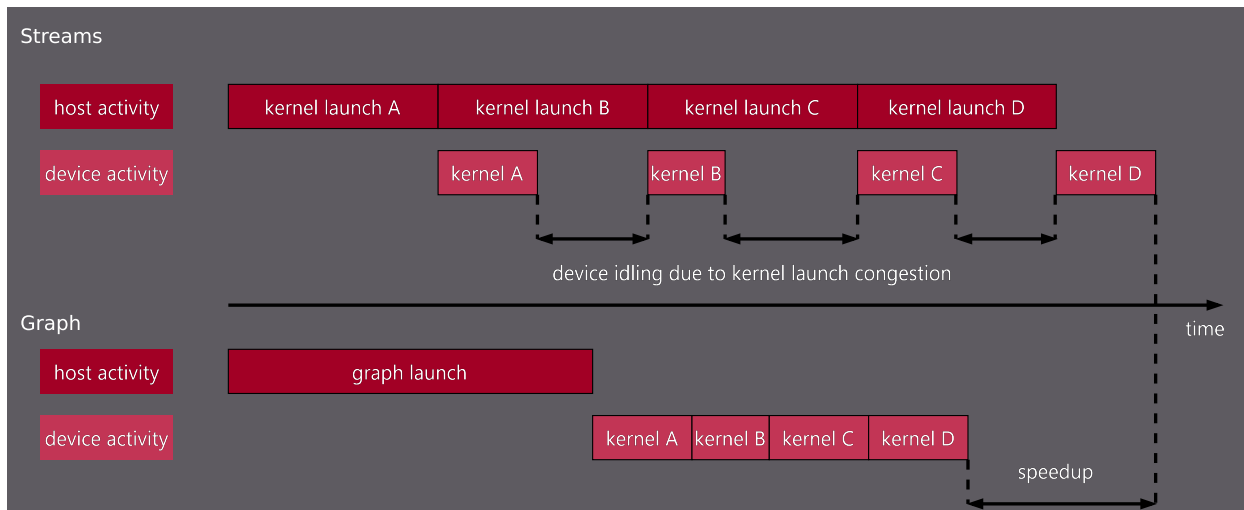 Streams
host activity
kernel launch A
kernel launch B
kernel launch C
kernel launch D
device activity
kernel A
kernel B
kernel C
kernel D
device idling due to kernel launch congestion
time
Graph
host activity
graph launch
device activity
kernel A
kernel B
kernel C
kernel D
speedup